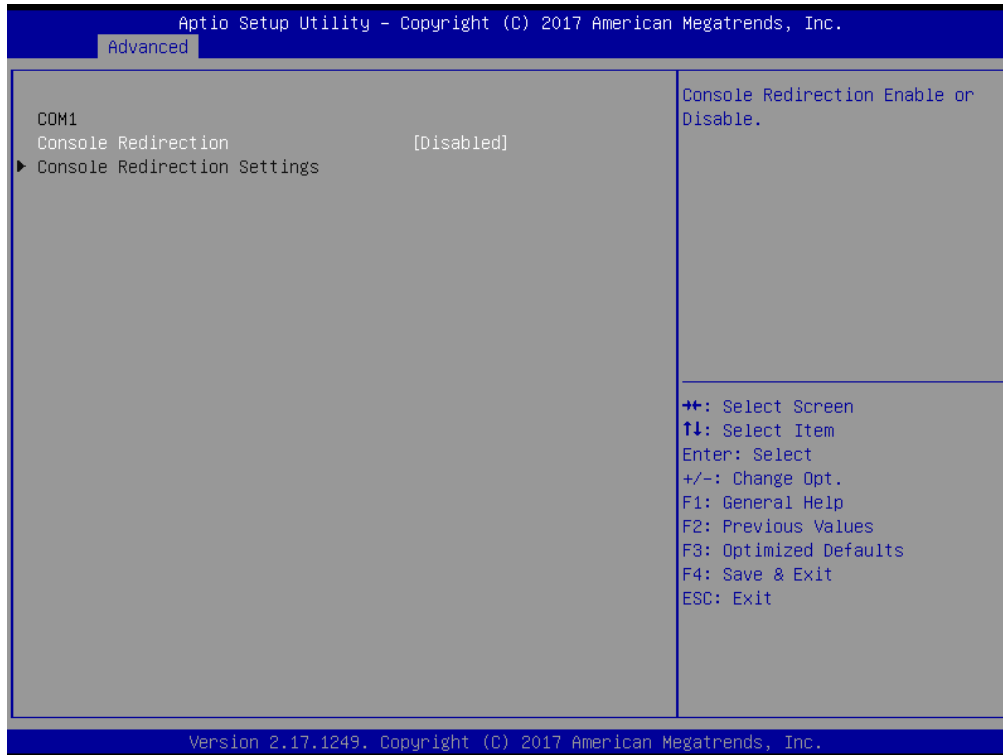 Aptio Setup Utility – Copyright (C) 2017 American Megatrends, Inc.
Advanced
COM1
Console Redirection [Disabled]
▶ Console Redirection Settings
Console Redirection Enable or
Disable.
→←: Select Screen
↑↓: Select Item
Enter: Select
+/-: Change Opt.
F1: General Help
F2: Previous Values
F3: Optimized Defaults
F4: Save & Exit
ESC: Exit
Version 2.17.1249. Copyright (C) 2017 American Megatrends, Inc.